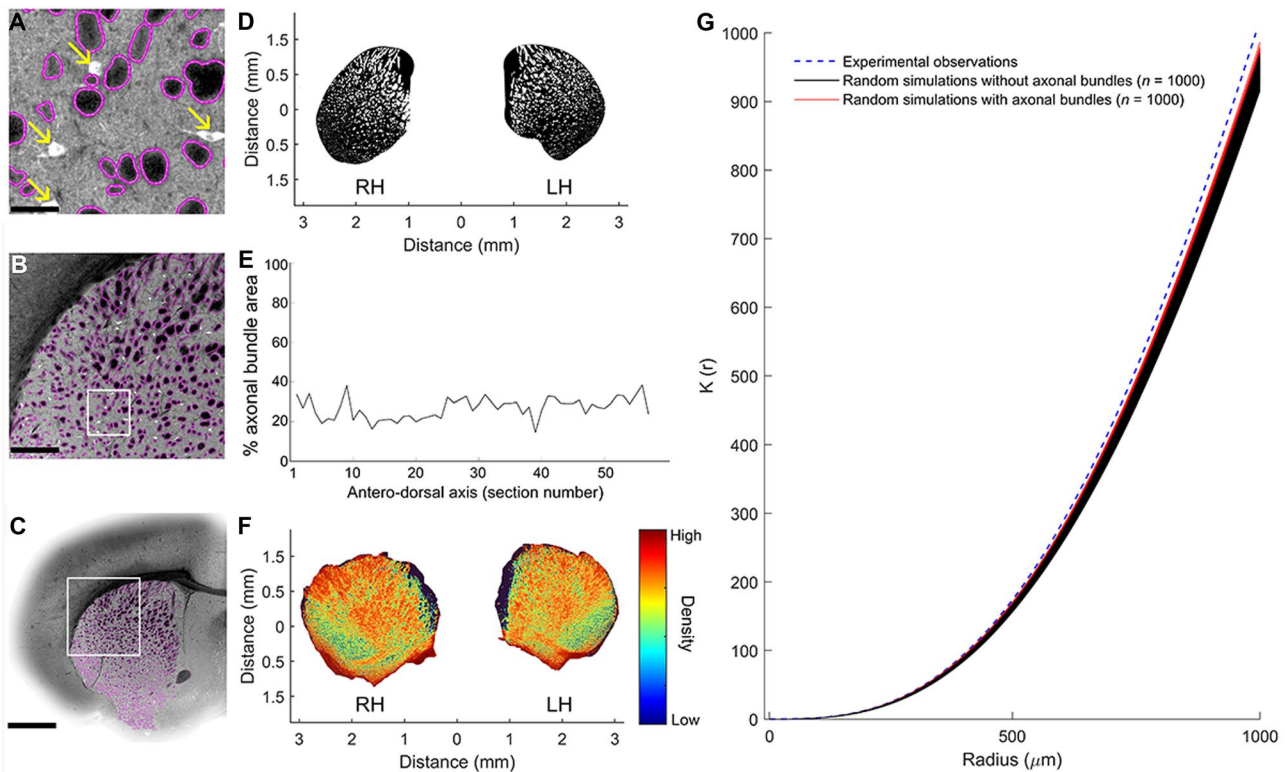 A
B
C
D
1.5
1
0
0.5
1.5
Distance (mm)
RH
LH
3 2 1 0 1 2 3
Distance (mm)
E
100
80
60
40
20
0
% axonal bundle area
1 10 20 30 40 50
Antero-dorsal axis (section number)
F
1.5
1
0
0.5
1.5
Distance (mm)
RH
LH
3 2 1 0 1 2 3
Distance (mm)
High
Density
Low
G
1000
900
800
700
600
500
400
300
200
100
0
K (r)
Experimental observations
Random simulations without axonal bundles (n = 1000)
Random simulations with axonal bundles (n = 1000)
0 500 1000
Radius (μm)